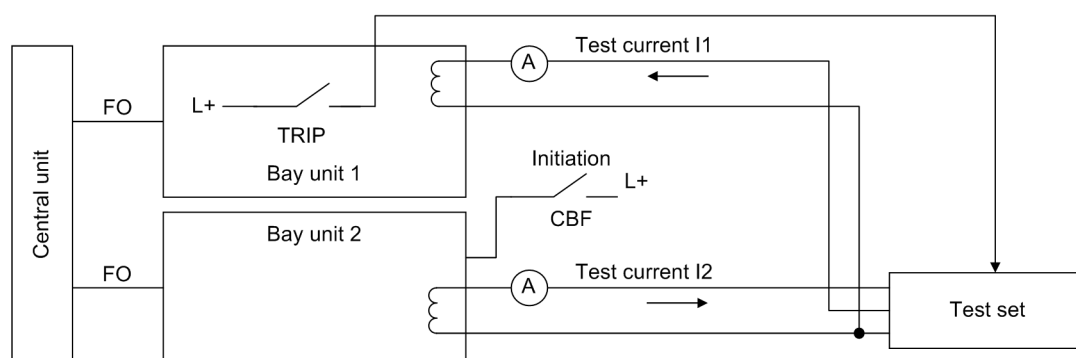 Central unit
FO
L+
TRIP
Bay unit 1
A
Test current I1
Initiation
L+
CBF
Bay unit 2
FO
A
Test current I2
Test set